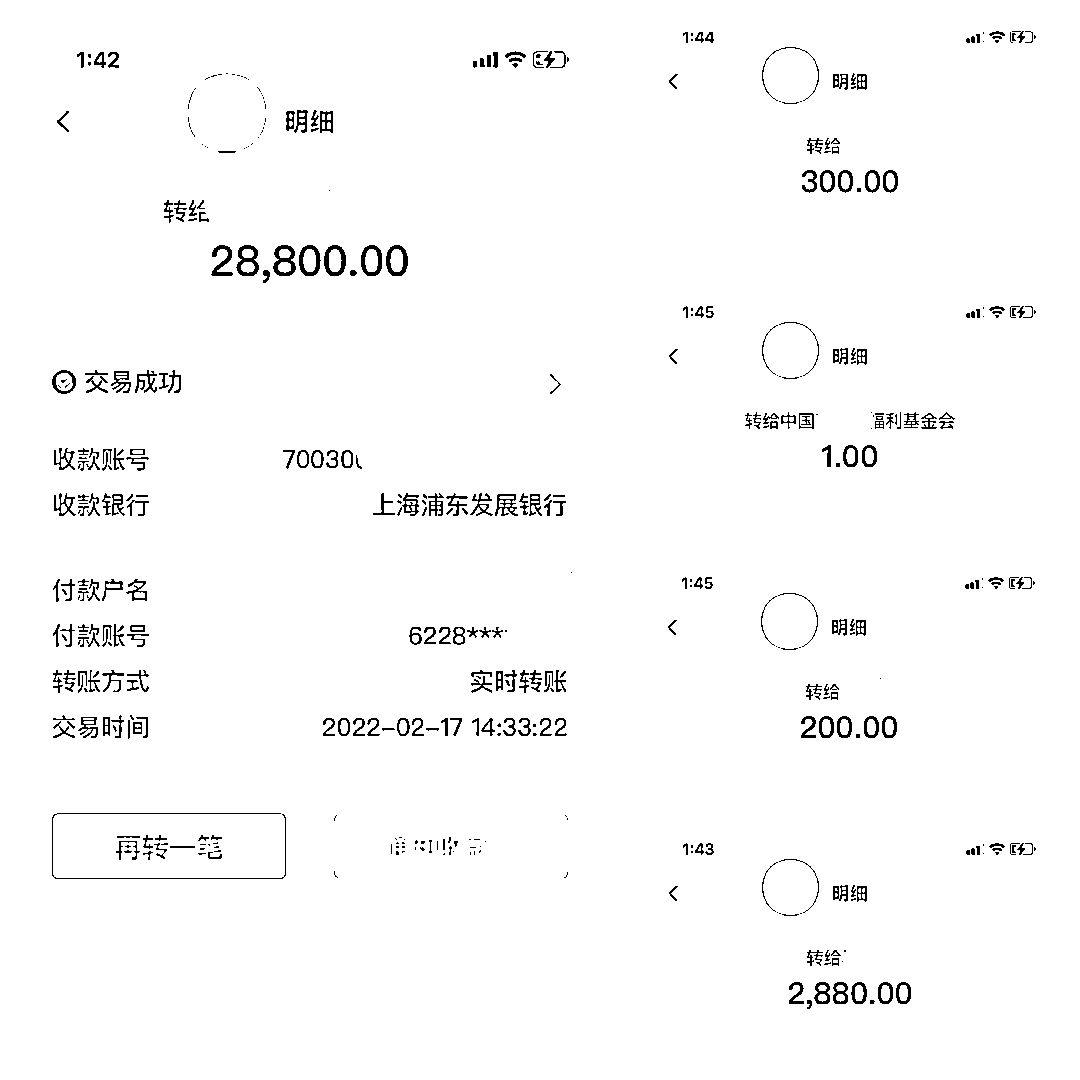 1:42
明细
转给
28,800.00
交易成功
收款账号 70030
收款银行 上海浦东发展银行
付款户名
付款账号 6228***
转账方式 实时转账
交易时间 2022-02-17 14:33:22
再转一笔
1:44
明细
转给
300.00
1:45
明细
转给中国 福利基金会
1.00
1:45
明细
转给
200.00
1:43
明细
转给
2,880.00